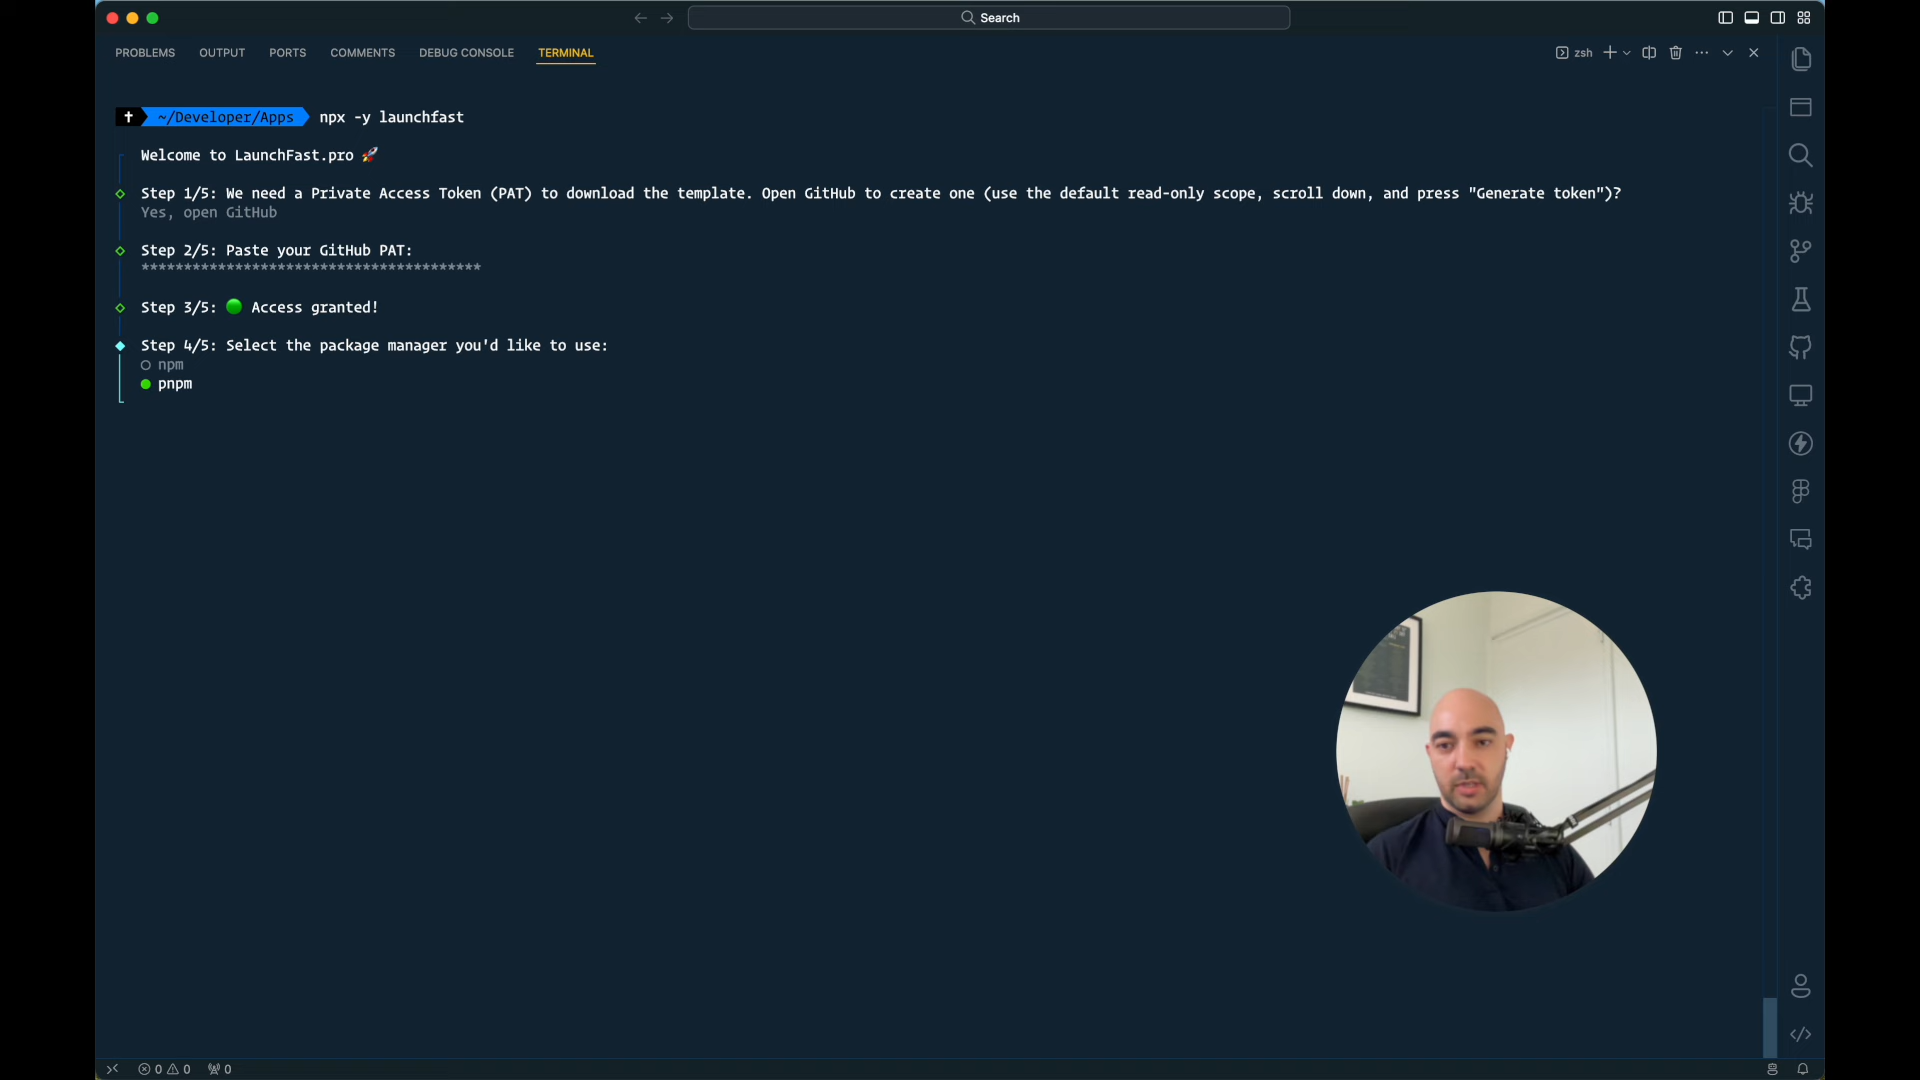 Search
PROBLEMS OUTPUT PORTS COMMENTS DEBUG CONSOLE TERMINAL
zsh
~/Developer/Apps npx -y launchfast
Welcome to LaunchFast.pro 🚀
Step 1/5: We need a Private Access Token (PAT) to download the template. Open GitHub to create one (use the default read-only scope, scroll down, and press "Generate token")?
Yes, open GitHub
Step 2/5: Paste your GitHub PAT:
****************************************
Step 3/5: 🟢 Access granted!
Step 4/5: Select the package manager you'd like to use:
npm
pnpm
0 0 0